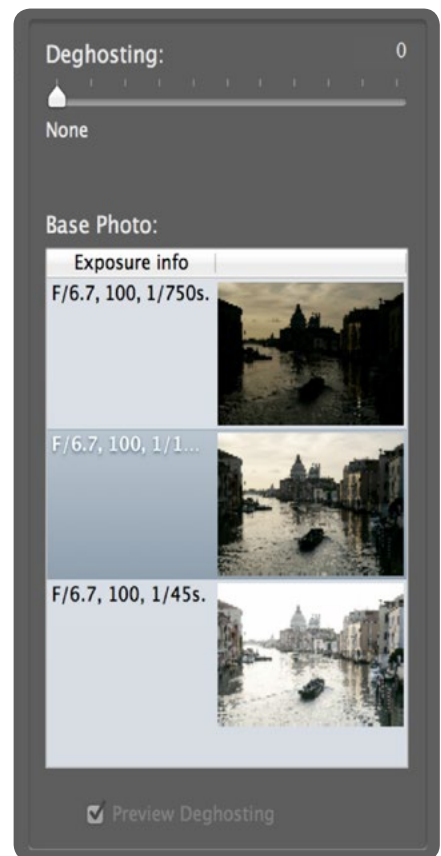 Deghosting: 0
None
Base Photo:
Exposure info
F/6.7, 100, 1/750s.
F/6.7, 100, 1/1...
F/6.7, 100, 1/45s.
Preview Deghosting